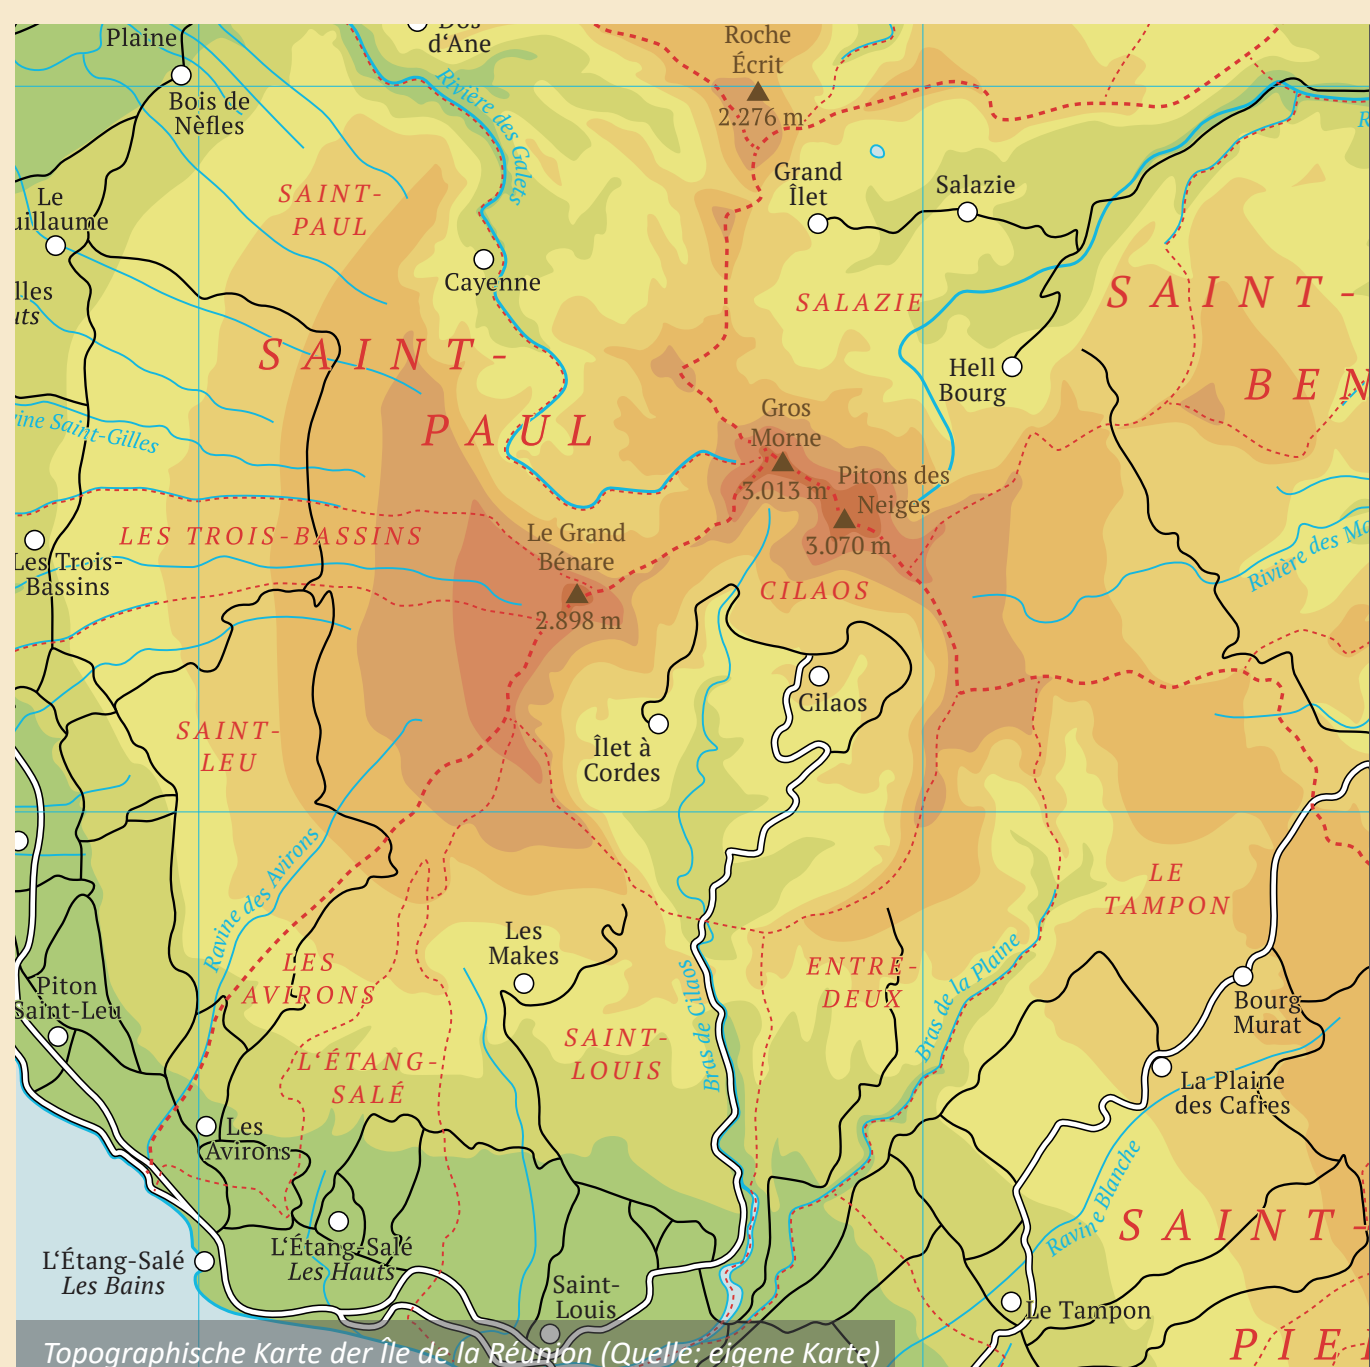 Plaine
d‘Ane
Roche
Écrit
2.276 m
Bois de
Nèfles
Rivière des Galets
Grand
Îlet
Salazie
SAINT-
PAUL
Le
Cayenne
SALAZIE
SAINT-
BEN
SAINT-
PAUL
Hell
Bourg
Gros
Morne
3.013 m
Pitons des
Neiges
3.070 m
Saint-Gilles
LES TROIS-BASSINS
Le Grand
Bénare
2.898 m
Les Trois-
Bassins
CILAOS
Rivière des
Cilaos
Îlet à
Cordes
SAINT-
LEU
Ravine des Avirons
LE
TAMPON
Les
Makes
ENTRE-
DEUX
LES
AVIRONS
Bras de Cilaos
Bras de la Plaine
Piton
Saint-Leu
Bourg
Murat
SAINT-
LOUIS
L‘ÉTANG-
SALÉ
La Plaine
des Cafres
Les
Avirons
Ravine Blanche
SAINT-
L‘Étang-Salé
Les Hauts
L‘Étang-Salé
Les Bains
Saint-
Louis
Le Tampon
PIE
Topographische Karte der Île de la Réunion (Quelle: eigene Karte)